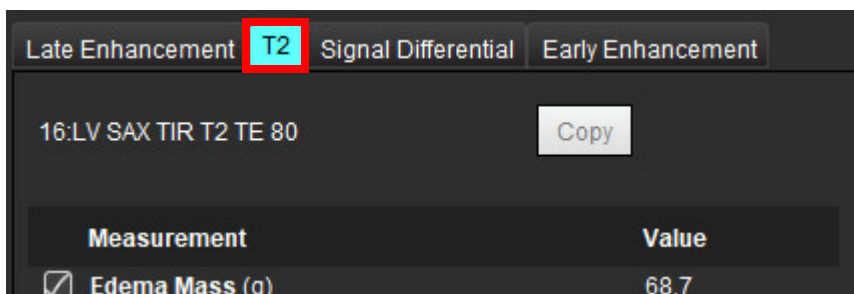 Late Enhancement T2 Signal Differential Early Enhancement
16:LV SAX TIR T2 TE 80 Copy
Measurement Value
Edema Mass (g) 68.7